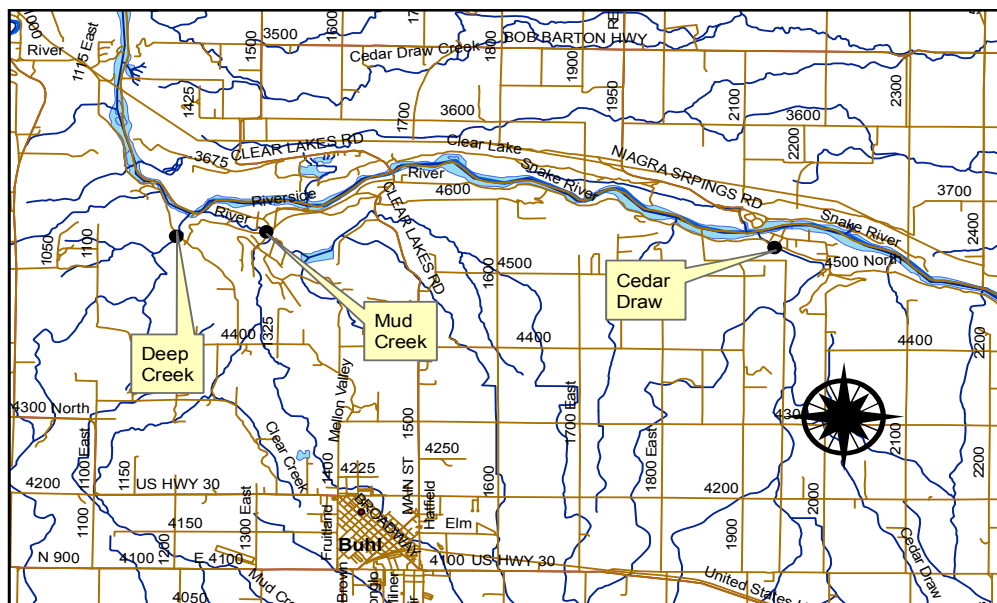 1000
River
1115 East
1500
3500
1600
Cedar Draw Creek
1800
BOB BARTON HWY
1900
1950
2100
2300
1425
1700
3600
3600
2200
3675
CLEAR LAKES RD
Clear Lake
NIAGRA SRPINGS RD
River
Snake River
4600
3700
Riverside
River
CLEAR LAKES RD
Snake River
2400
1050
1100
4500
1600
4500 North
Cedar
Draw
Mud
Creek
Deep
Creek
4400
1325
4400
4400
2200
4300 North
Mellon Valley
1500
1700 East
1800 East
2100
Clear Creek
4250
1100 East
1150
1400
4225
MAIN ST
1600
2200
4200
US HWY 30
4200
2000
1100
4150
1300 East
Fruitland
BROADWAY
Hatfield
Elm
1900
Buhl
N 900
4100
1200
E 4100
4100
US HWY 30
Cedar Draw
4050
Brown
United States